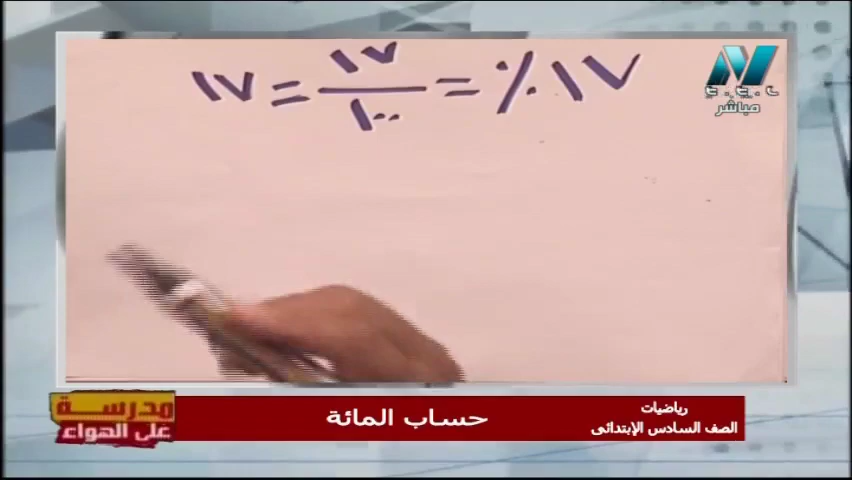 ٪١٧ = ١٧/١٠٠ = ١٧
مباشر
رياضيات
الصف السادس الإبتدائى
حساب المائة
مدرسة
على الهواء